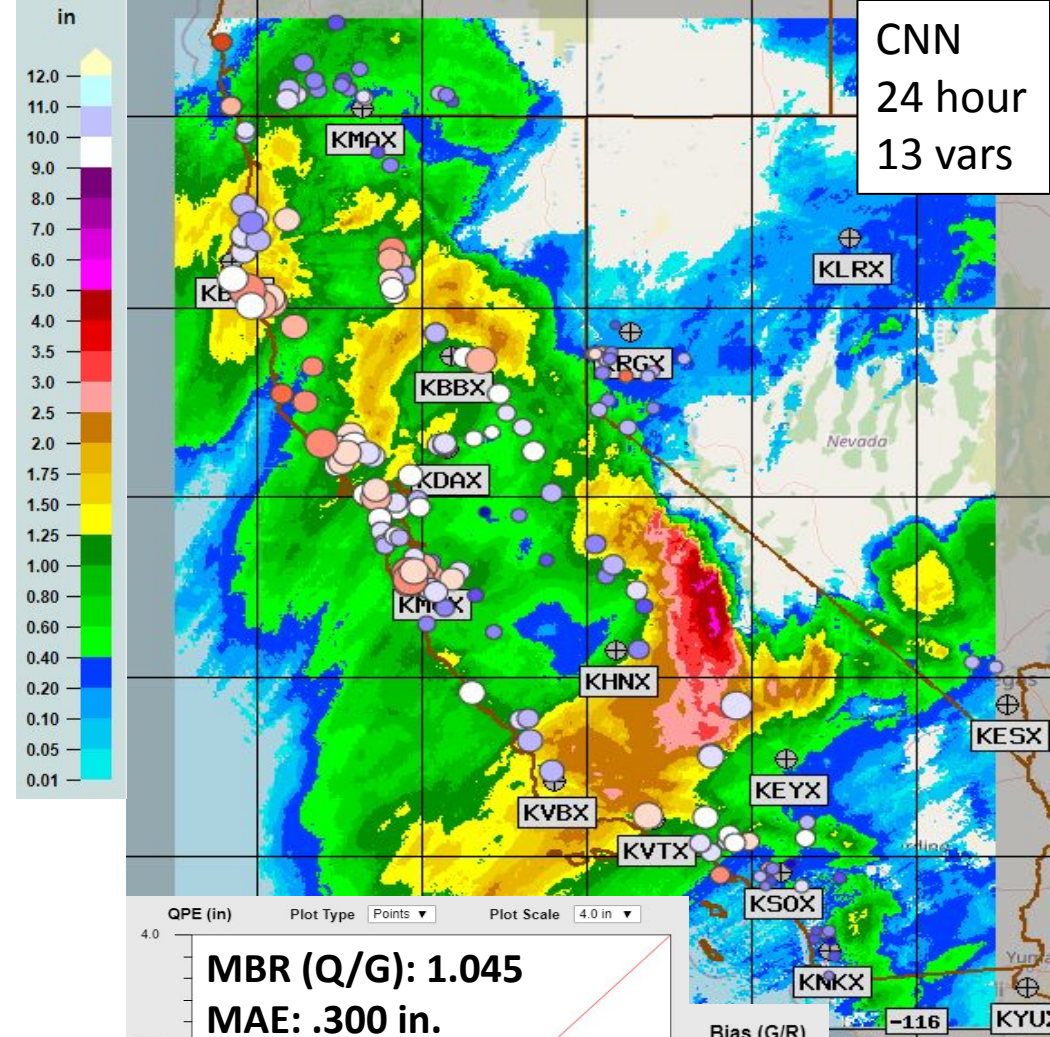 in
12.0
11.0
10.0
9.0
8.0
7.0
6.0
5.0
4.0
3.5
3.0
2.5
2.0
1.75
1.50
1.25
1.00
0.80
0.60
0.40
0.20
0.10
0.05
0.01
CNN
24 hour
13 vars
KMAX
KLRX
KRGX
KBBX
Nevada
KDAX
KHNX
KESX
KEYX
KVBX
KVTX
KSOX
KNKX
-116
QPE (in)
Plot Type
Points ▼
Plot Scale
4.0 in ▼
4.0
MBR (Q/G): 1.045
MAE: .300 in.
Bias (G/R)